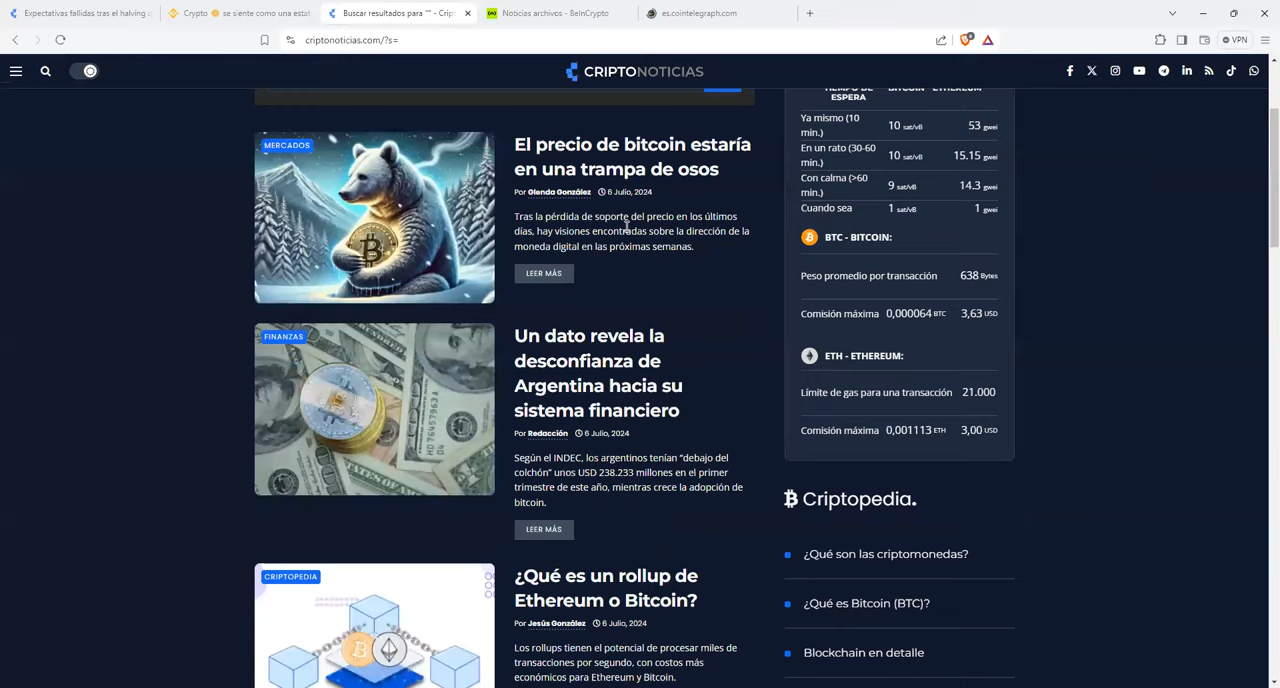 Expectativas fallidas tras el halving d
Crypto se siente como una estaf
Buscar resultados para "" - Crip
Noticias archivos - BeInCrypto
es.cointelegraph.com
criptonoticias.com/?s=
VPN
CRIPTONOTICIAS
MERCADOS
El precio de bitcoin estaría
en una trampa de osos
Por Glenda González 6 Julio, 2024
Tras la pérdida de soporte del precio en los últimos
días, hay visiones encontradas sobre la dirección de la
moneda digital en las próximas semanas.
LEER MÁS
FINANZAS
Un dato revela la
desconfianza de
Argentina hacia su
sistema financiero
Por Redacción 6 Julio, 2024
Según el INDEC, los argentinos tenían "debajo del
colchón" unos USD 238.233 millones en el primer
trimestre de este año, mientras crece la adopción de
bitcoin.
LEER MÁS
CRIPTOPEDIA
¿Qué es un rollup de
Ethereum o Bitcoin?
Por Jesús González 6 Julio, 2024
Los rollups tienen el potencial de procesar miles de
transacciones por segundo, con costos más
económicos para Ethereum y Bitcoin.
TIEMPO DE BITCOIN ETHEREUM
ESPERA
Ya mismo (10 10 sat/vB 53 gwei
min.)
En un rato (30-60 10 sat/vB 15.15 gwei
min.)
Con calma (>60 9 sat/vB 14.3 gwei
min.)
Cuando sea 1 sat/vB 1 gwei
BTC - BITCOIN:
Peso promedio por transacción 638 Bytes
Comisión máxima 0,000064 BTC 3,63 USD
ETH - ETHEREUM:
Límite de gas para una transacción 21.000
Comisión máxima 0,001113 ETH 3,00 USD
Criptopedia.
¿Qué son las criptomonedas?
¿Qué es Bitcoin (BTC)?
Blockchain en detalle